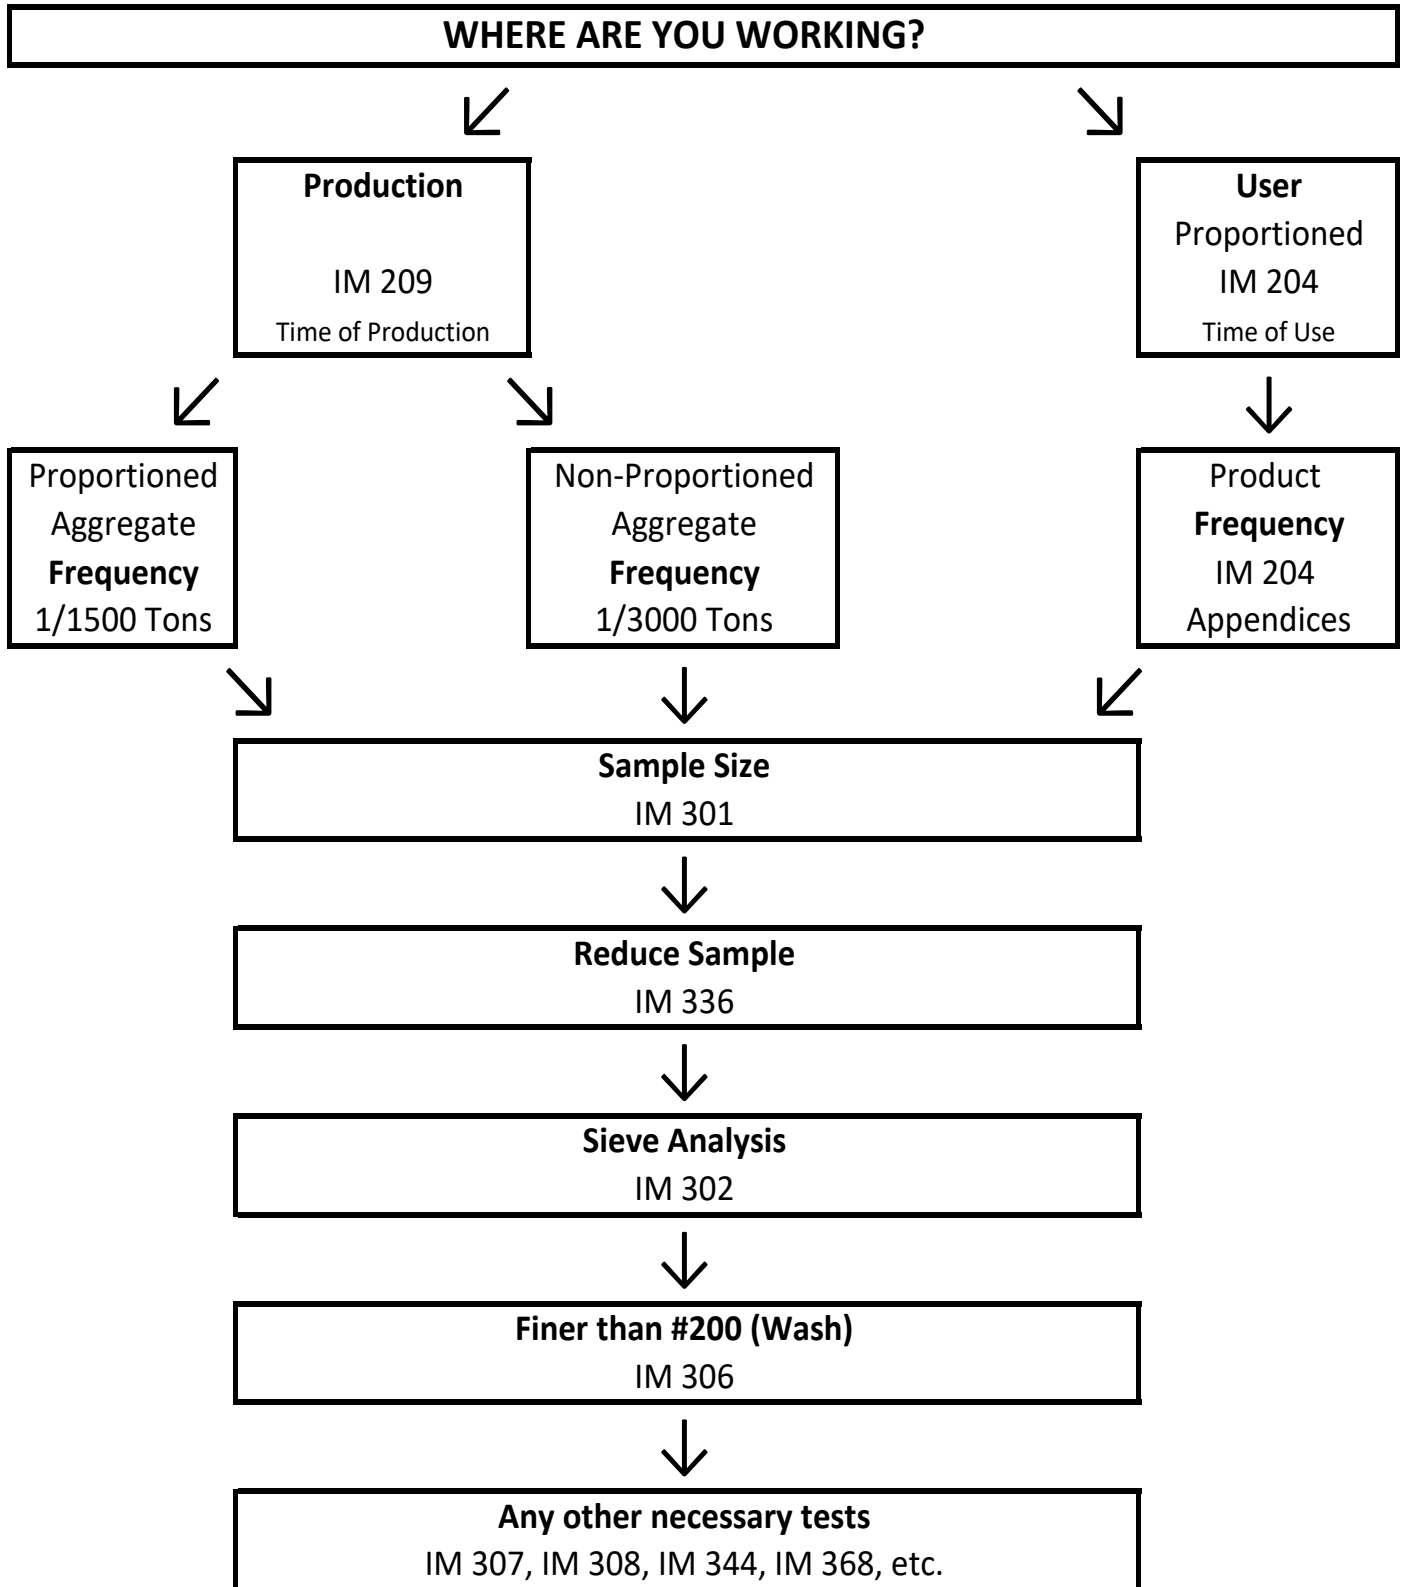 WHERE ARE YOU WORKING?
Production
IM 209
Time of Production
User
Proportioned
IM 204
Time of Use
Proportioned
Aggregate
Frequency
1/1500 Tons
Non-Proportioned
Aggregate
Frequency
1/3000 Tons
Product
Frequency
IM 204
Appendices
Sample Size
IM 301
Reduce Sample
IM 336
Sieve Analysis
IM 302
Finer than #200 (Wash)
IM 306
Any other necessary tests
IM 307, IM 308, IM 344, IM 368, etc.